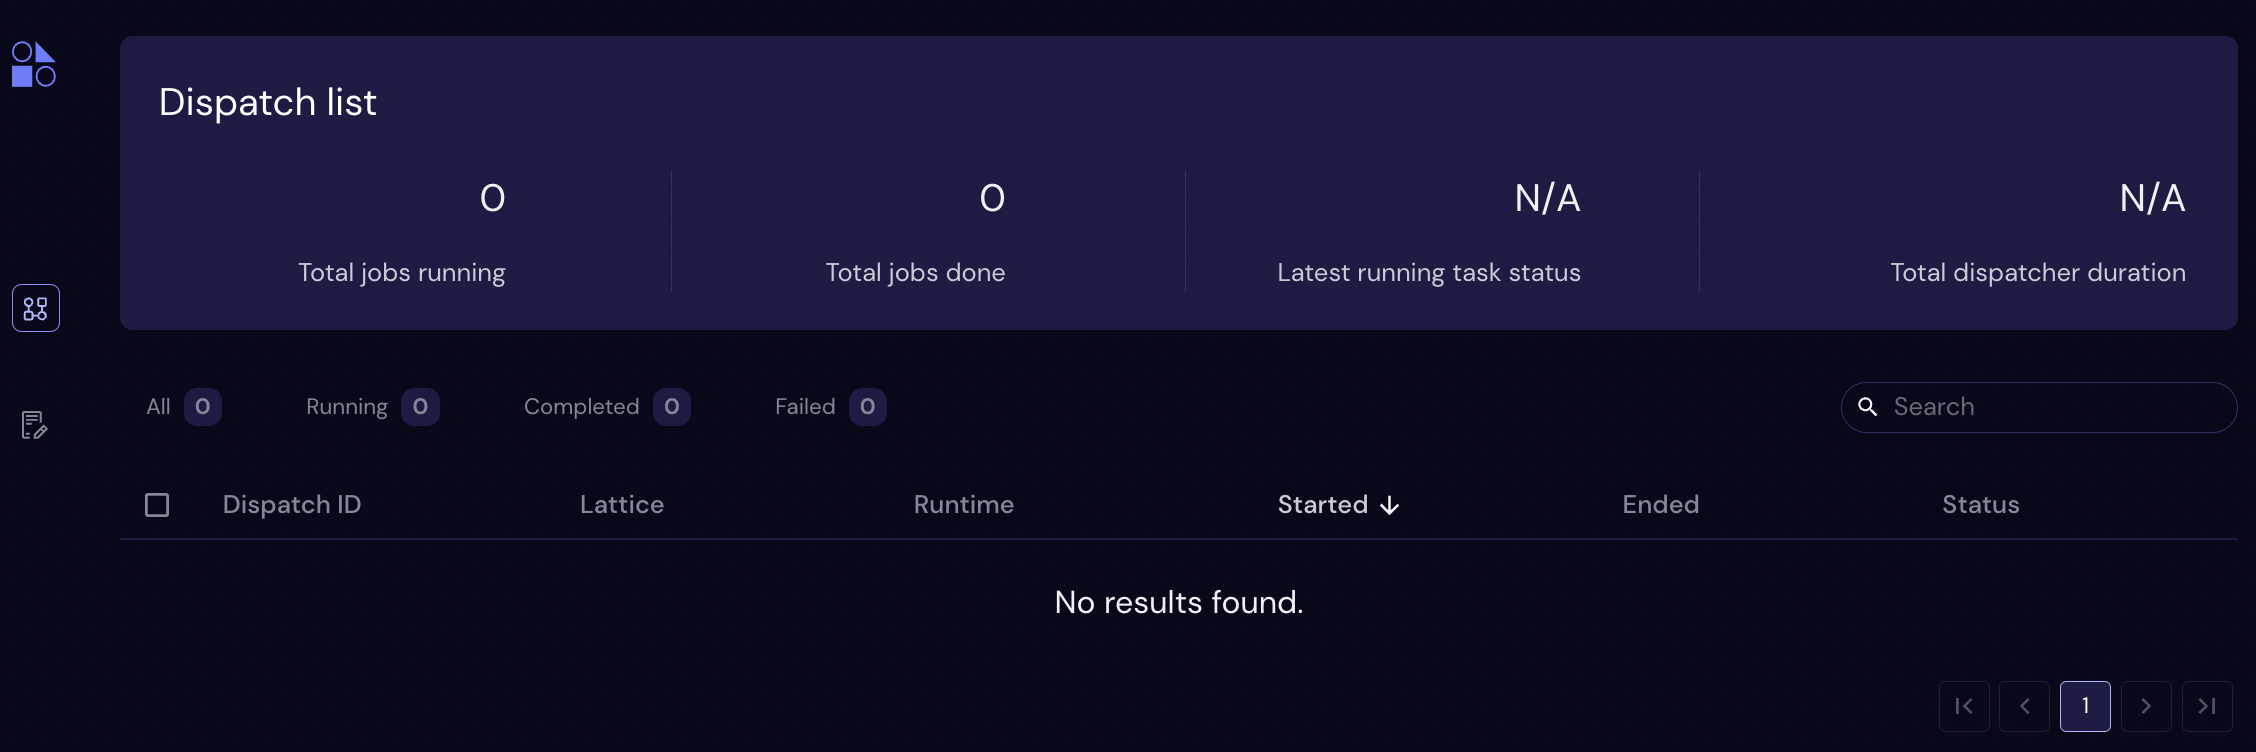 Dispatch list
0
Total jobs running
0
Total jobs done
N/A
Latest running task status
N/A
Total dispatcher duration
All 0 Running 0 Completed 0 Failed 0 Search
Dispatch ID Lattice Runtime Started Ended Status
No results found.
1